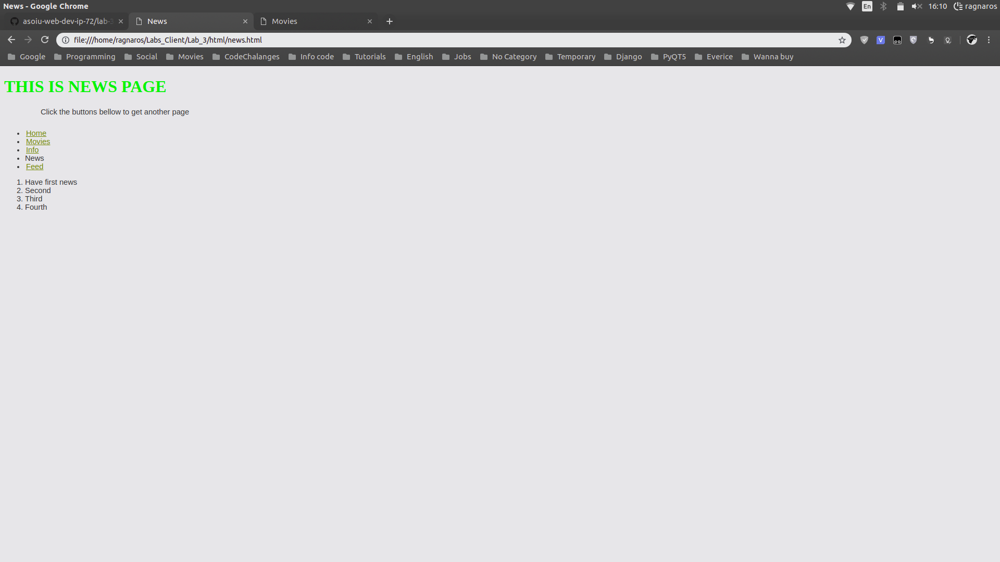 News - Google Chrome
En 16:10 ragnaros
asoiu-web-dev-ip-72/lab-3 News Movies
file:///home/ragnaros/Labs_Client/Lab_3/html/news.html
Google Programming Social Movies CodeChalanges Info code Tutorials English Jobs No Category Temporary Django PyQT5 Everice Wanna buy
THIS IS NEWS PAGE
Click the buttons bellow to get another page
• Home
• Movies
• Info
• News
• Feed
1. Have first news
2. Second
3. Third
4. Fourth